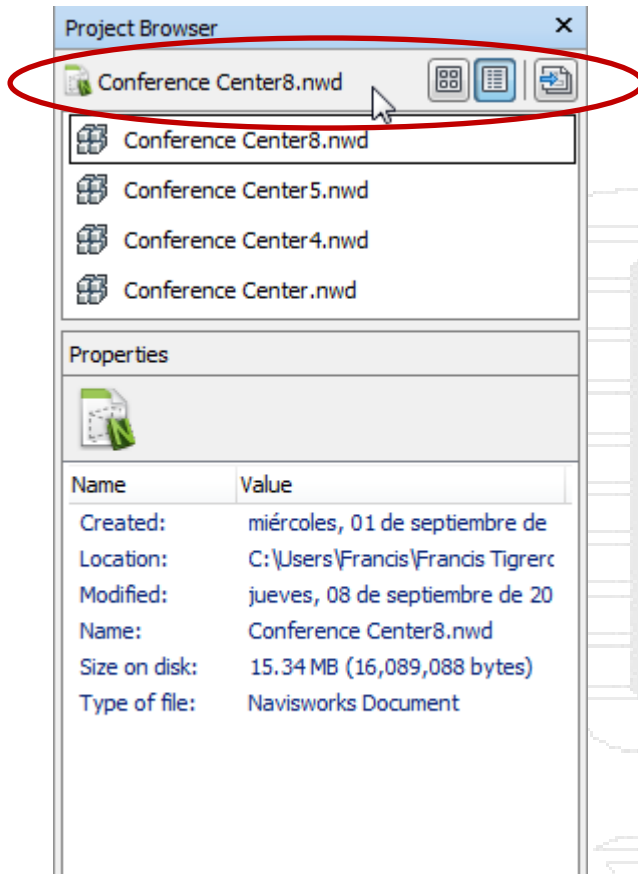 Project Browser
Conference Center8.nwd
Conference Center8.nwd
Conference Center5.nwd
Conference Center4.nwd
Conference Center.nwd
Properties
Name Value
Created: miércoles, 01 de septiembre de
Location: C:\Users\Francis\Francis
Modified: jueves, 08 de septiembre de 20
Name: Conference Center8.nwd
Size on disk: 15.34 MB (16,089,088 bytes)
Type of file: Navisworks Document